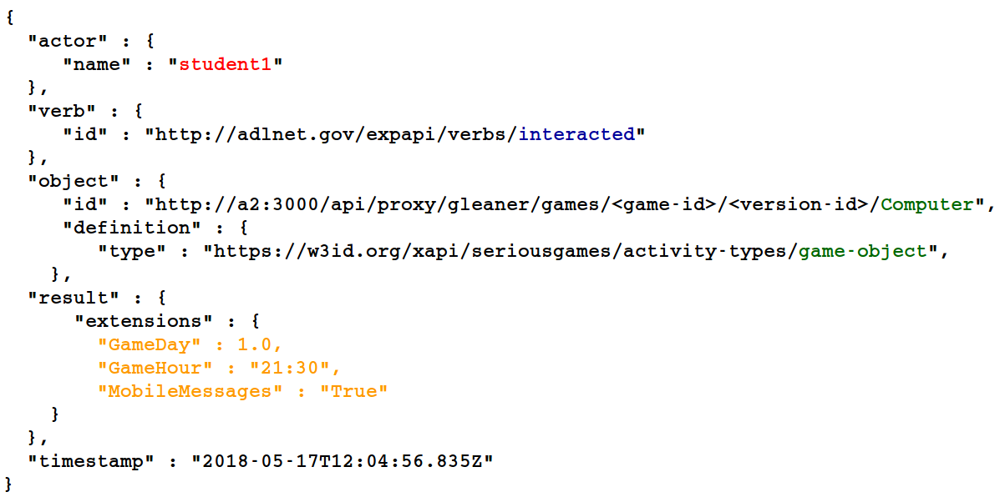 {
  "actor" : {
     "name" : "student1"
  },
  "verb" : {
     "id" : "http://adlnet.gov/expapi/verbs/interacted"
  },
  "object" : {
     "id" : "http://a2:3000/api/proxy/gleaner/games/<game-id>/<version-id>/Computer",
     "definition" : {
        "type" : "https://w3id.org/xapi/seriousgames/activity-types/game-object",
    },
  "result" : {
      "extensions" : {
        "GameDay" : 1.0,
        "GameHour" : "21:30",
        "MobileMessages" : "True"
    }
  },
  "timestamp" : "2018-05-17T12:04:56.835Z"
}